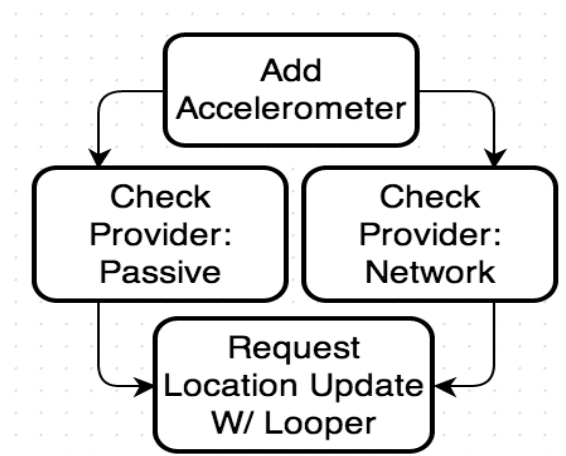 Add
Accelerometer
Check
Provider:
Passive
Check
Provider:
Network
Request
Location Update
W/ Looper